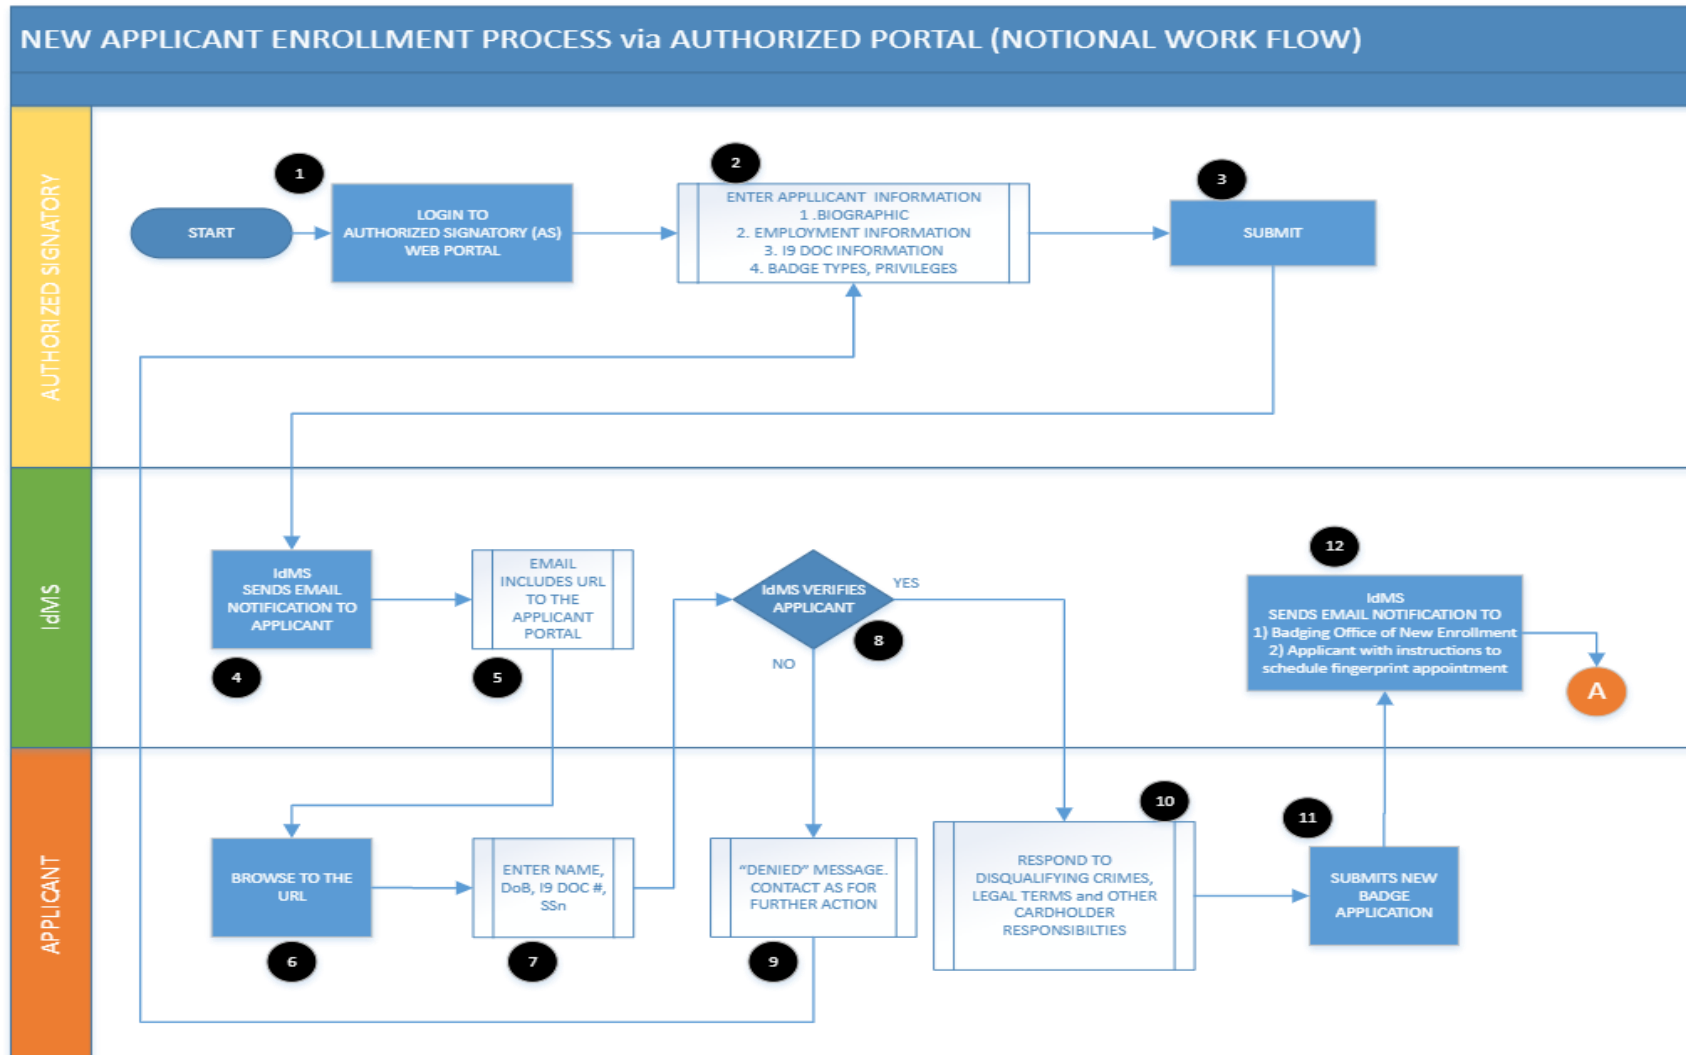 NEW APPLICANT ENROLLMENT PROCESS via AUTHORIZED PORTAL (NOTIONAL WORK FLOW)
AUTHORIZED SIGNATORY
START
1
LOGIN TO
AUTHORIZED SIGNATORY (AS)
WEB PORTAL
2
ENTER APPLLICANT INFORMATION
1 .BIOGRAPHIC
2. EMPLOYMENT INFORMATION
3. I9 DOC INFORMATION
4. BADGE TYPES, PRIVILEGES
3
SUBMIT
IdMS
IdMS
SENDS EMAIL
NOTIFICATION TO
APPLICANT
4
EMAIL
INCLUDES URL
TO THE
APPLICANT
PORTAL
5
IdMS VERIFIES
APPLICANT
YES
8
NO
12
IdMS
SENDS EMAIL NOTIFICATION TO
1) Badging Office of New Enrollment
2) Applicant with instructions to
schedule fingerprint appointment
A
APPLICANT
BROWSE TO THE
URL
6
ENTER NAME,
DoB, I9 DOC #,
SSn
7
“DENIED” MESSAGE.
CONTACT AS FOR
FURTHER ACTION
9
10
RESPOND TO
DISQUALIFYING CRIMES,
LEGAL TERMS and OTHER
CARDHOLDER
RESPONSIBILTIES
11
SUBMITS NEW
BADGE
APPLICATION